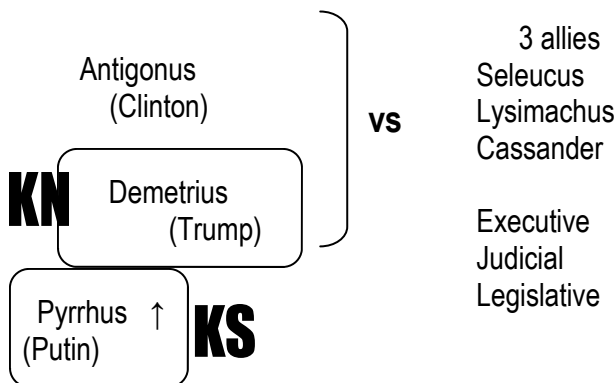 Antigonus
(Clinton)
KN
Demetrius
(Trump)
Pyrrhus ↑
(Putin)
KS
vs
3 allies
Seleucus
Lysimachus
Cassander
Executive
Judicial
Legislative